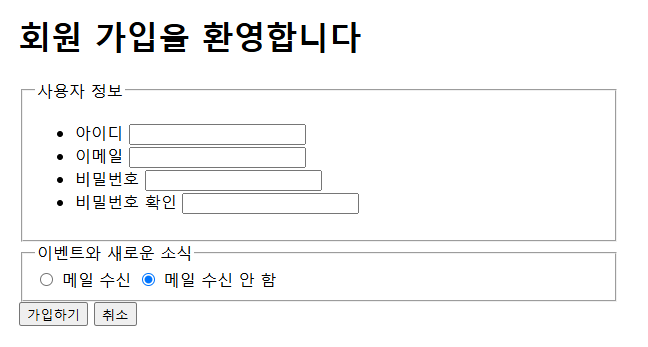 회원 가입을 환영합니다
사용자 정보
아이디
이메일
비밀번호
비밀번호 확인
이벤트와 새로운 소식
메일 수신 메일 수신 안 함
가입하기 취소